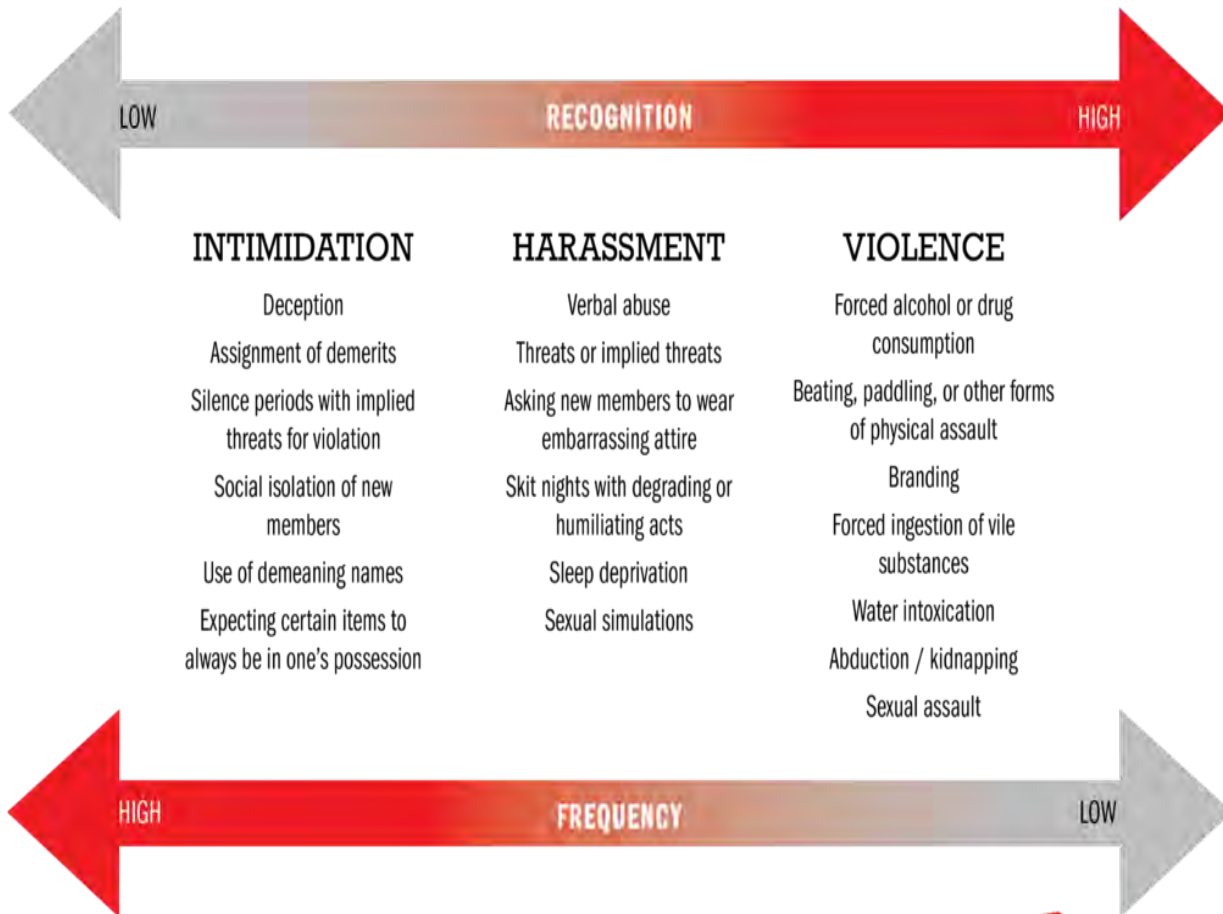 LOW RECOGNITION HIGH
INTIMIDATION
Deception
Assignment of demerits
Silence periods with implied
threats for violation
Social isolation of new
members
Use of demeaning names
Expecting certain items to
always be in one's possession
HARASSMENT
Verbal abuse
Threats or implied threats
Asking new members to wear
embarrassing attire
Skit nights with degrading or
humiliating acts
Sleep deprivation
Sexual simulations
VIOLENCE
Forced alcohol or drug
consumption
Beating, paddling, or other forms
of physical assault
Branding
Forced ingestion of vile
substances
Water intoxication
Abduction / kidnapping
Sexual assault
HIGH FREQUENCY LOW